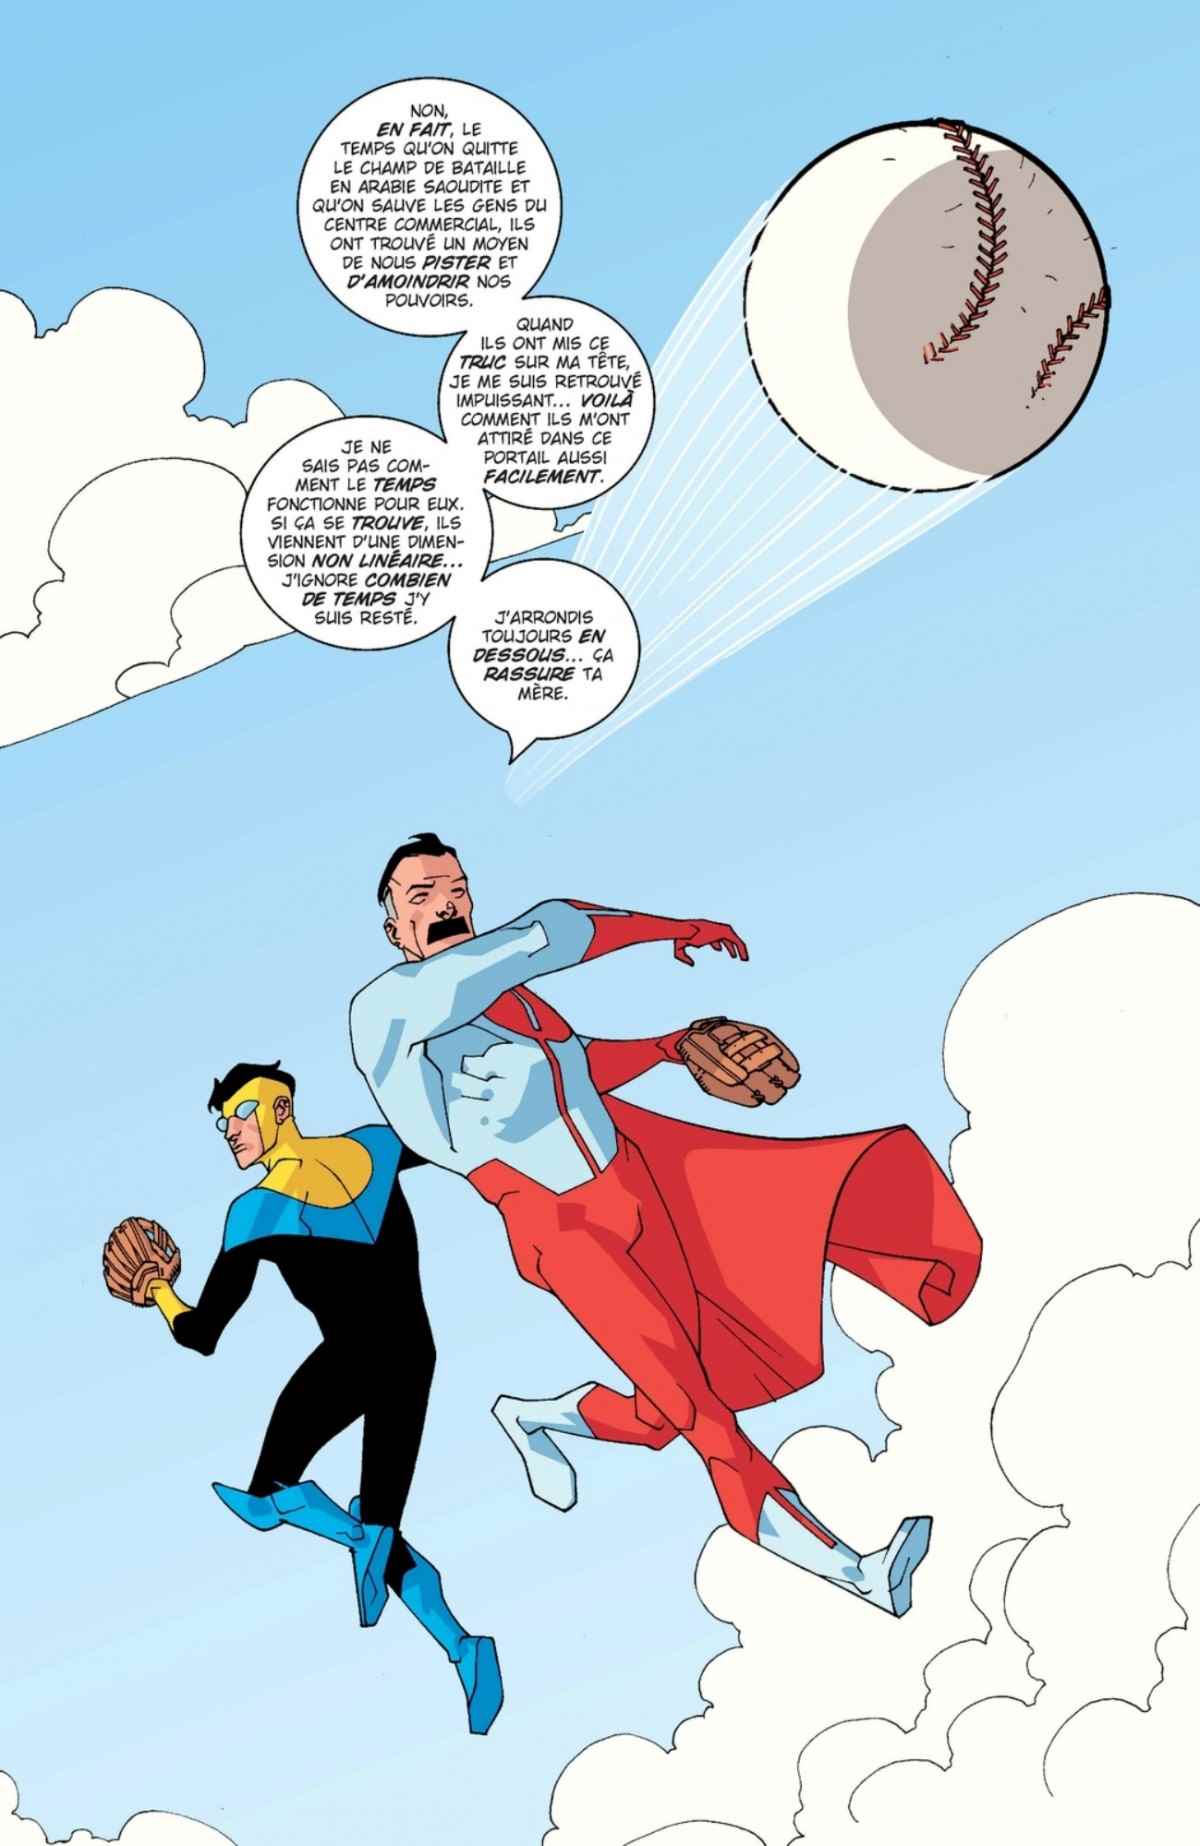 NON,
EN FAIT, LE
TEMPS QU'ON QUITTE
LE CHAMP DE BATAILLE
EN ARABIE SAOUDITE ET
QU'ON SAUVE LES GENS DU
CENTRE COMMERCIAL, ILS
ONT TROUVÉ UN MOYEN
DE NOUS PISTER ET
D'AMOINDRIR NOS
POUVOIRS.
QUAND
ILS ONT MIS CE
TRUC SUR MA TÊTE,
JE ME SUIS RETROUVÉ
IMPUISSANT... VOILÀ
COMMENT ILS M'ONT
ATTIRÉ DANS CE
PORTAIL AUSSI
FACILEMENT.
JE NE
SAIS PAS COM-
MENT LE TEMPS
FONCTIONNE POUR EUX.
SI ÇA SE TROUVE, ILS
VIENNENT D'UNE DIMEN-
SION NON LINÉAIRE...
J'IGNORE COMBIEN
DE TEMPS J'Y
SUIS RESTÉ.
J'ARRONDIS
TOUJOURS EN
DESSOUS... ÇA
RASSURE TA
MÈRE.